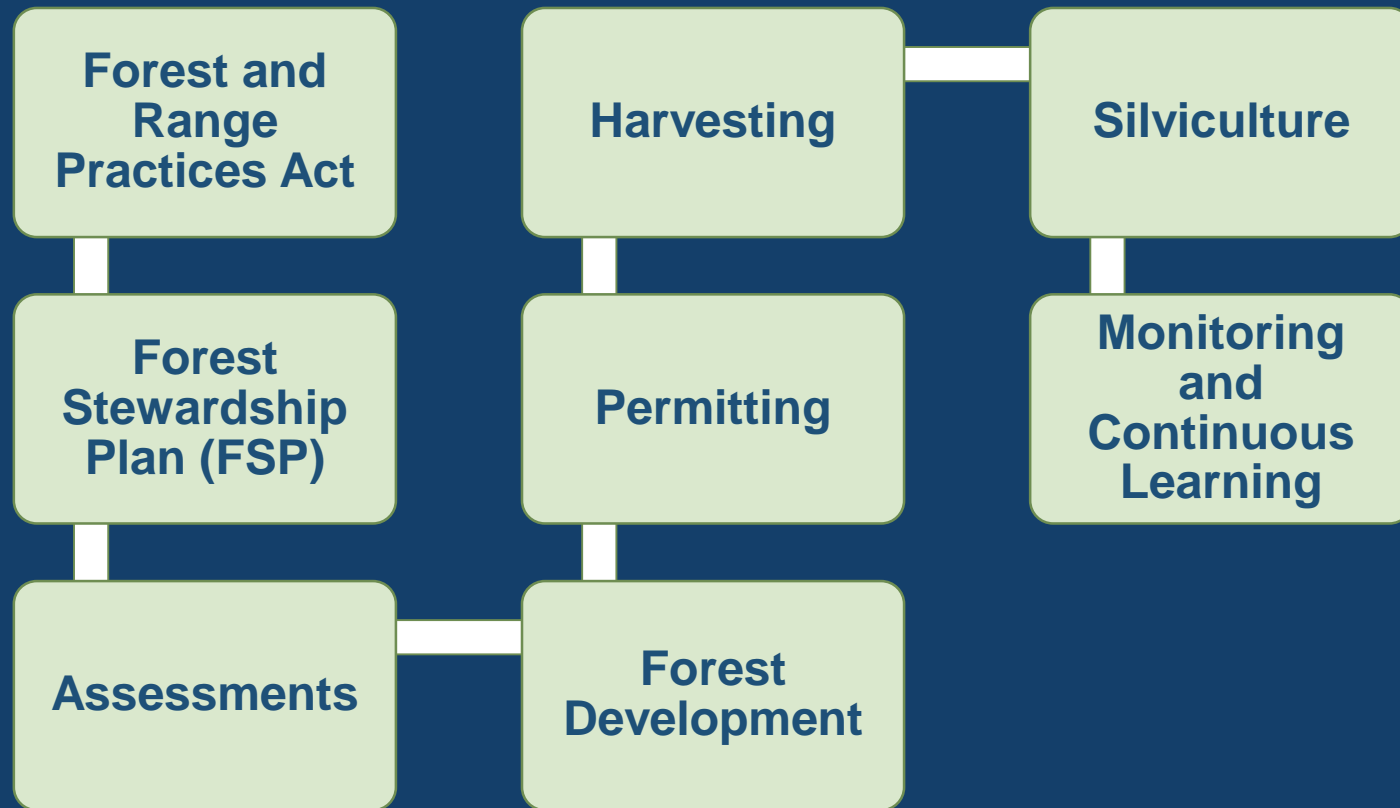 Forest and
Range
Practices Act
Forest
Stewardship
Plan (FSP)
Assessments
Forest
Development
Permitting
Harvesting
Silviculture
Monitoring
and
Continuous
Learning